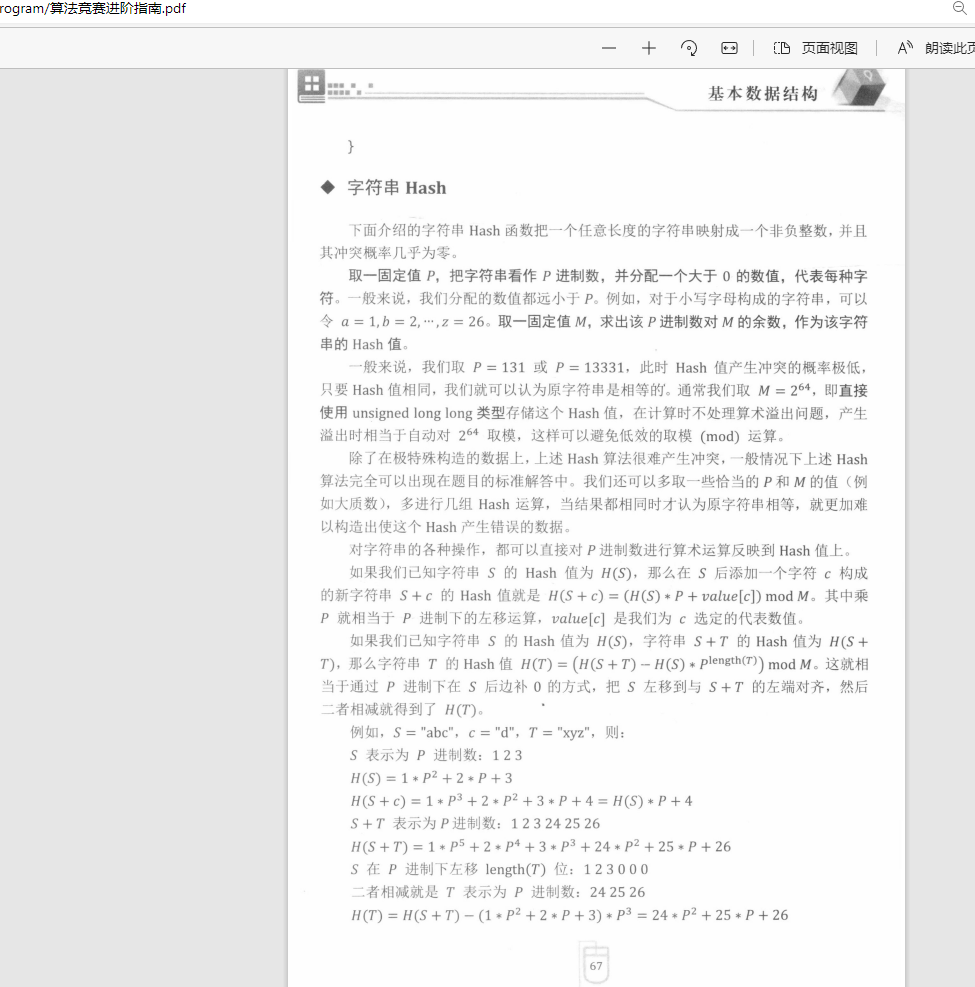 rogram/算法竞赛进阶指南.pdf
页面视图
朗读此页
基本数据结构
}
◆ 字符串 Hash
下面介绍的字符串 Hash 函数把一个任意长度的字符串映射成一个非负整数，并且
其冲突概率几乎为零。
取一固定值 P，把字符串看作 P 进制数，并分配一个大于 0 的数值，代表每种字
符。一般来说，我们分配的数值都远小于 P。例如，对于小写字母构成的字符串，可以
令 a = 1, b = 2, ⋯, z = 26。取一固定值 M，求出该 P 进制数对 M 的余数，作为该字符
串的 Hash 值。
一般来说，我们取 P = 131 或 P = 13331，此时 Hash 值产生冲突的概率极低，
只要 Hash 值相同，我们就可以认为原字符串是相等的。通常我们取 M = 2⁶⁴，即直接
使用 unsigned long long 类型存储这个 Hash 值，在计算时不处理算术溢出问题，产生
溢出时相当于自动对 2⁶⁴ 取模，这样可以避免低效的取模 (mod) 运算。
除了在极特殊构造的数据上，上述 Hash 算法很难产生冲突，一般情况下上述 Hash
算法完全可以出现在题目的标准解答中。我们还可以多取一些恰当的 P 和 M 的值（例
如大质数），多进行几组 Hash 运算，当结果都相同时才认为原字符串相等，就更加难
以构造出使这个 Hash 产生错误的数据。
对字符串的各种操作，都可以直接对 P 进制数进行算术运算反映到 Hash 值上。
如果我们已知字符串 S 的 Hash 值为 H(S)，那么在 S 后添加一个字符 c 构成
的新字符串 S + c 的 Hash 值就是 H(S + c) = (H(S) * P + value[c]) mod M。其中乘
P 就相当于 P 进制下的左移运算，value[c] 是我们为 c 选定的代表数值。
如果我们已知字符串 S 的 Hash 值为 H(S)，字符串 S + T 的 Hash 值为 H(S +
T)，那么字符串 T 的 Hash 值 H(T) = (H(S + T) − H(S) * P^length(T)) mod M。这就相
当于通过 P 进制下在 S 后边补 0 的方式，把 S 左移到与 S + T 的左端对齐，然后
二者相减就得到了 H(T)。
例如，S = "abc"，c = "d"，T = "xyz"，则：
S 表示为 P 进制数：1 2 3
H(S) = 1 * P² + 2 * P + 3
H(S + c) = 1 * P³ + 2 * P² + 3 * P + 4 = H(S) * P + 4
S + T 表示为 P 进制数：1 2 3 24 25 26
H(S + T) = 1 * P⁵ + 2 * P⁴ + 3 * P³ + 24 * P² + 25 * P + 26
S 在 P 进制下左移 length(T) 位：1 2 3 0 0 0
二者相减就是 T 表示为 P 进制数：24 25 26
H(T) = H(S + T) − (1 * P² + 2 * P + 3) * P³ = 24 * P² + 25 * P + 26
67